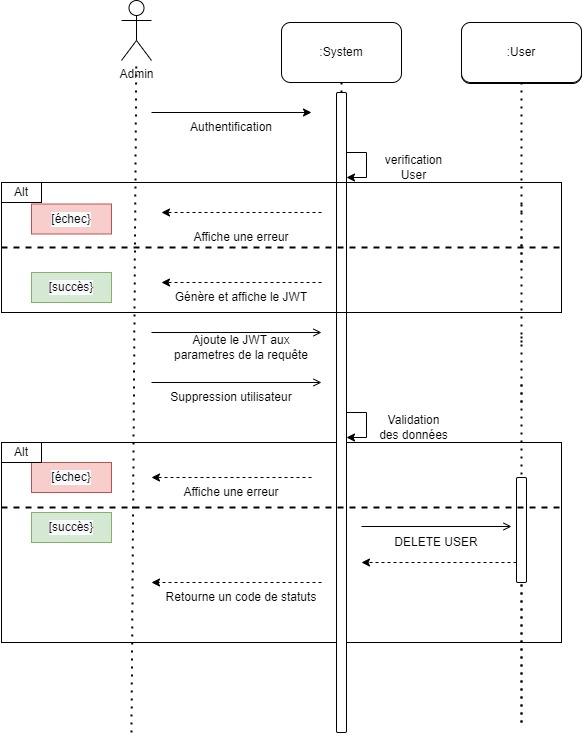 :System
:User
Admin
Authentification
verification
User
Alt
[échec}
Affiche une erreur
[succès}
Génère et affiche le JWT
Ajoute le JWT aux
parametres de la requête
Suppression utilisateur
Validation
des données
Alt
[échec}
Affiche une erreur
[succès}
DELETE USER
Retourne un code de statuts